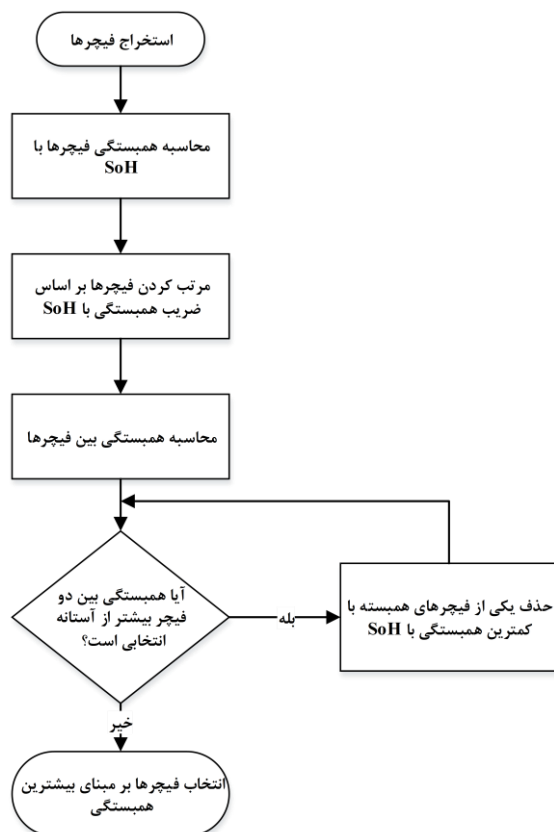 استخراج فیچرها
محاسبه همبستگی فیچرها با
SoH
مرتب کردن فیچرها بر اساس
ضریب همبستگی با SoH
محاسبه همبستگی بین فیچرها
آیا همبستگی بین دو
فیچر بیشتر از آستانه
انتخابی است؟
بله
حذف یکی از فیچرهای همبسته با
کمترین همبستگی با SoH
خیر
انتخاب فیچرها بر مبنای بیشترین
همبستگی